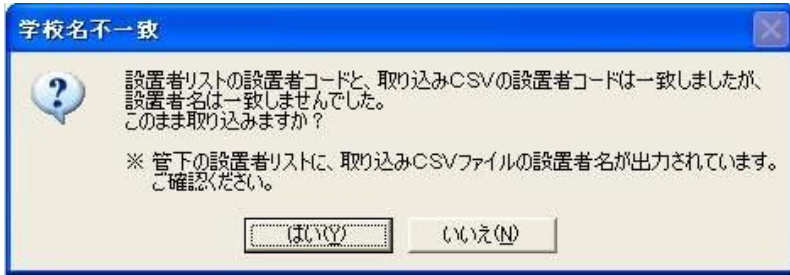 学校名不一致
設置者リストの設置者コードと、取り込みCSVの設置者コードは一致しましたが、
設置者名は一致しませんでした。
このまま取り込みますか？
※ 管下の設置者リストに、取り込みCSVファイルの設置者名が出力されています。
ご確認ください。
はい(Y)
いいえ(N)